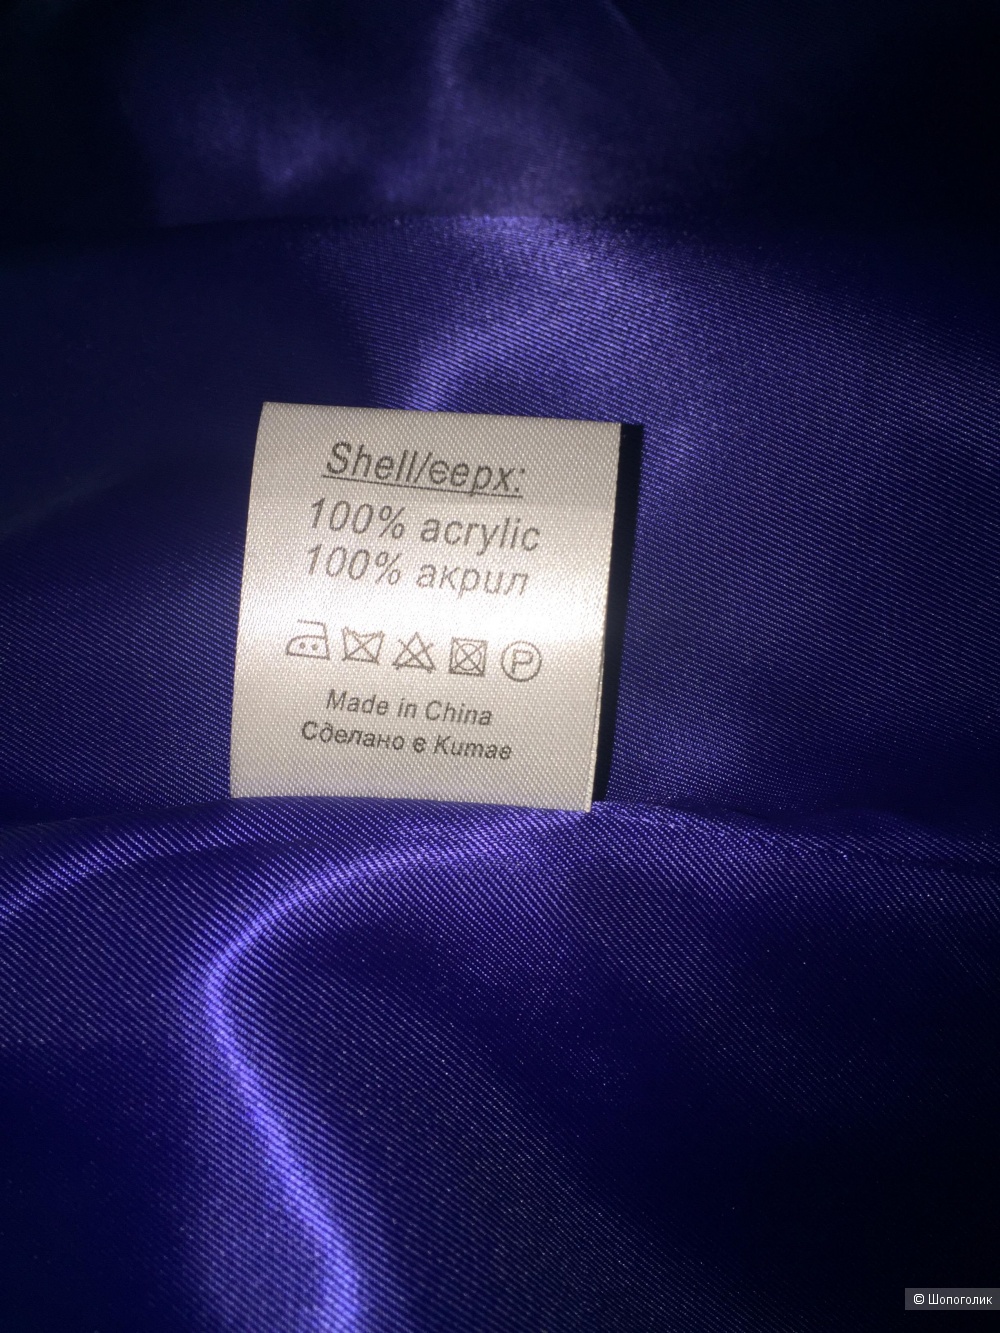 Shell/верх:
100% acrylic
100% акрил
P
Made in China
Сделано в Китае
© Шопоголик